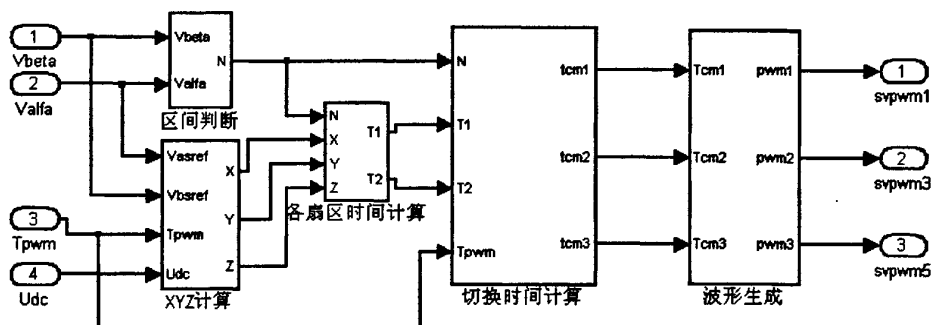 1
Vbeta
2
Valfa
Vbeta
N
Valfa
区间判断
Vasref
X
Vbsref
Y
Tpwm
Z
Udc
XYZ计算
3
Tpwm
4
Udc
N
X
T1
Y
T2
Z
各扇区时间计算
N
tcm1
T1
tcm2
T2
tcm3
Tpwm
切换时间计算
Tcm1
pwm1
Tcm2
pwm2
Tcm3
pwm3
波形生成
1
svpwm1
2
svpwm3
3
svpwm5